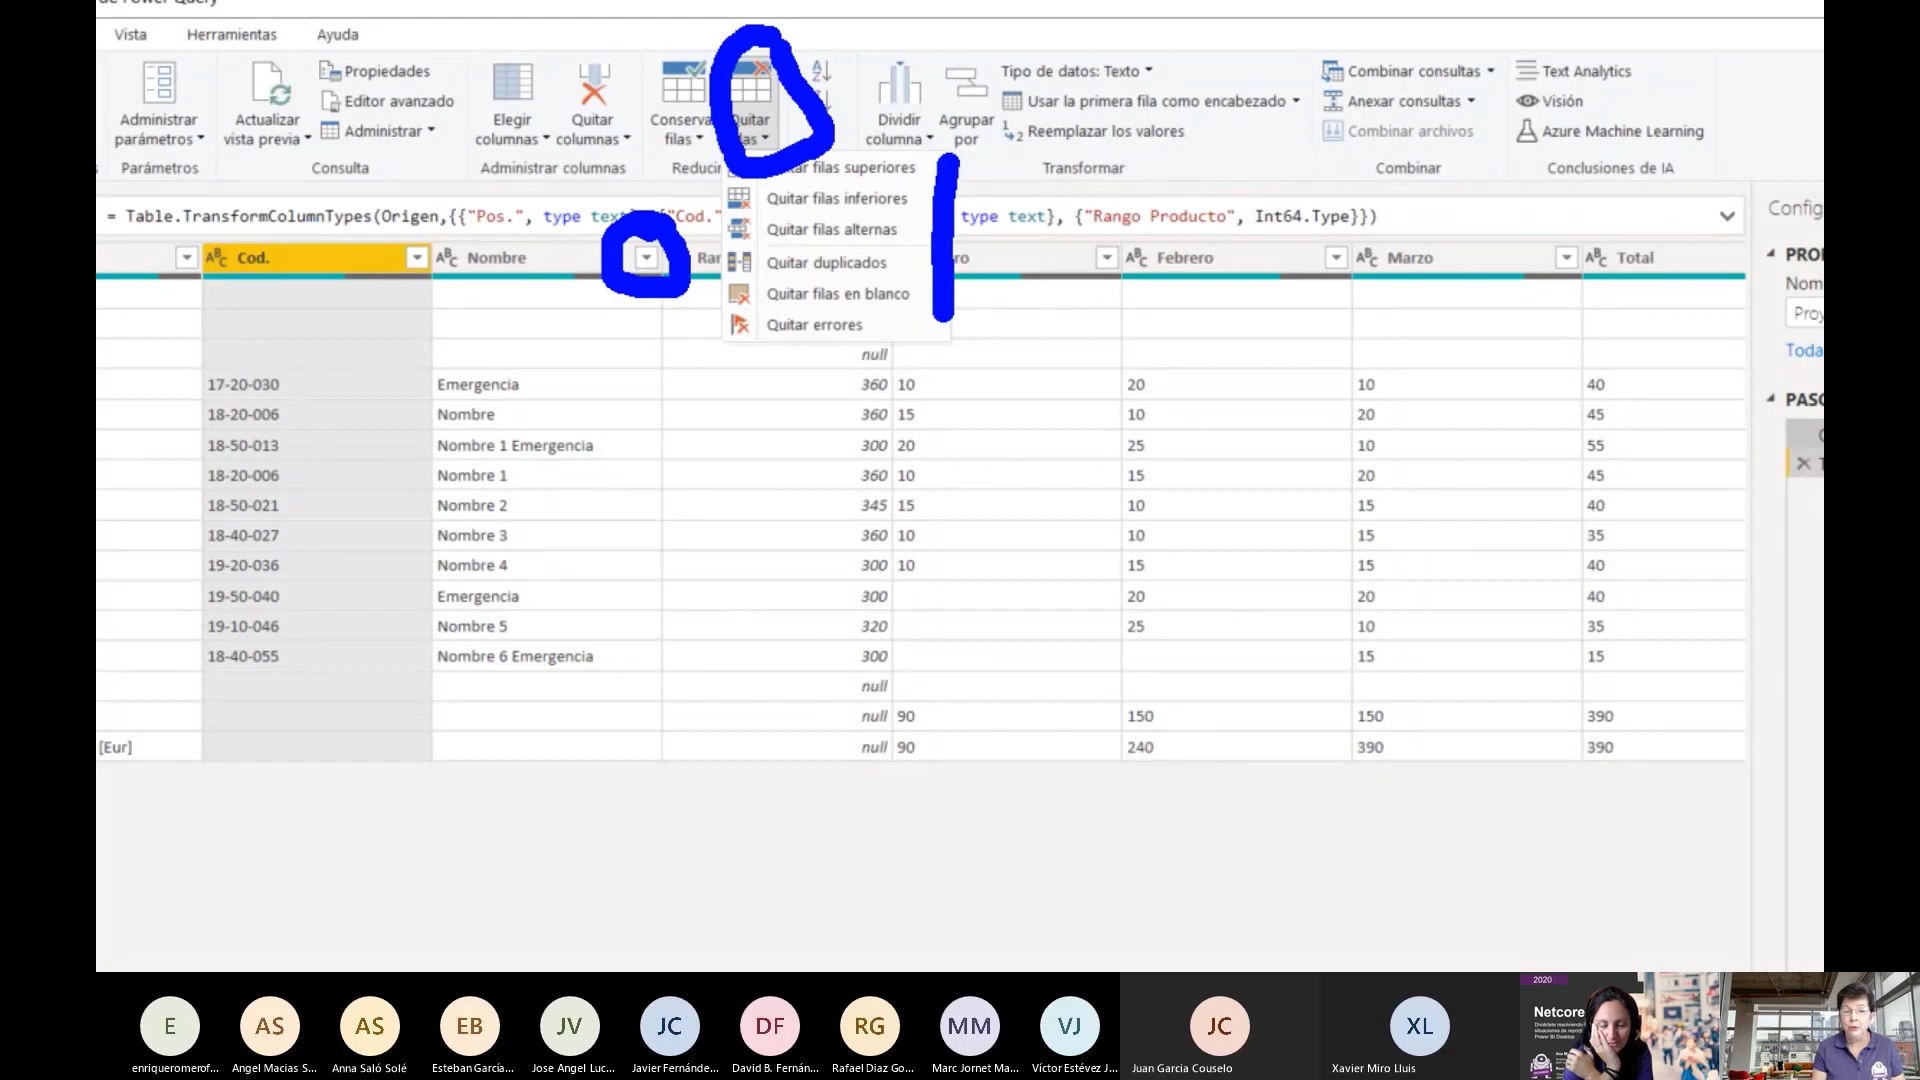 de Power Query
Vista Herramientas Ayuda
Administrar parámetros
Actualizar vista previa
Propiedades
Editor avanzado
Administrar
Elegir columnas
Quitar columnas
filas
Quitar
Dividir columna
Agrupar por
Tipo de datos: Texto
Usar la primera fila como encabezado
Reemplazar los valores
Combinar consultas
Anexar consultas
Combinar archivos
Text Analytics
Visión
Azure Machine Learning
Parámetros Consulta Administrar columnas Transformar Combinar Conclusiones de IA
filas superiores
Quitar filas inferiores
Quitar filas alternas
Quitar duplicados
Quitar filas en blanco
Quitar errores
= Table.TransformColumnTypes(Origen,{{"Pos.", type text}, {"Cod." type text}, {"Rango Producto", Int64.Type}})
ABC Cod. ABC Nombre ABC Febrero ABC Marzo ABC Total
null
17-20-030 Emergencia 360 10 20 10 40
18-20-006 Nombre 360 15 10 20 45
18-50-013 Nombre 1 Emergencia 300 20 25 10 55
18-20-006 Nombre 1 360 10 15 20 45
18-50-021 Nombre 2 345 15 10 15 40
18-40-027 Nombre 3 360 10 10 15 35
19-20-036 Nombre 4 300 10 15 15 40
19-50-040 Emergencia 300 20 20 40
19-10-046 Nombre 5 320 25 10 35
18-40-055 Nombre 6 Emergencia 300 15 15
null
null 90 150 150 390
[Eur] null 90 240 390 390
E AS AS EB JV JC DF RG MM VJ JC XL
enriqueromerof... Angel Macias S... Anna Saló Solé Esteban García... Jose Angel Luc... Javier Fernánde... David B. Fernán... Rafael Diaz Go... Marc Jornet Ma... Víctor Estévez J... Juan Garcia Couselo Xavier Miro Lluis
2020
Netcore
Power BI Desktop